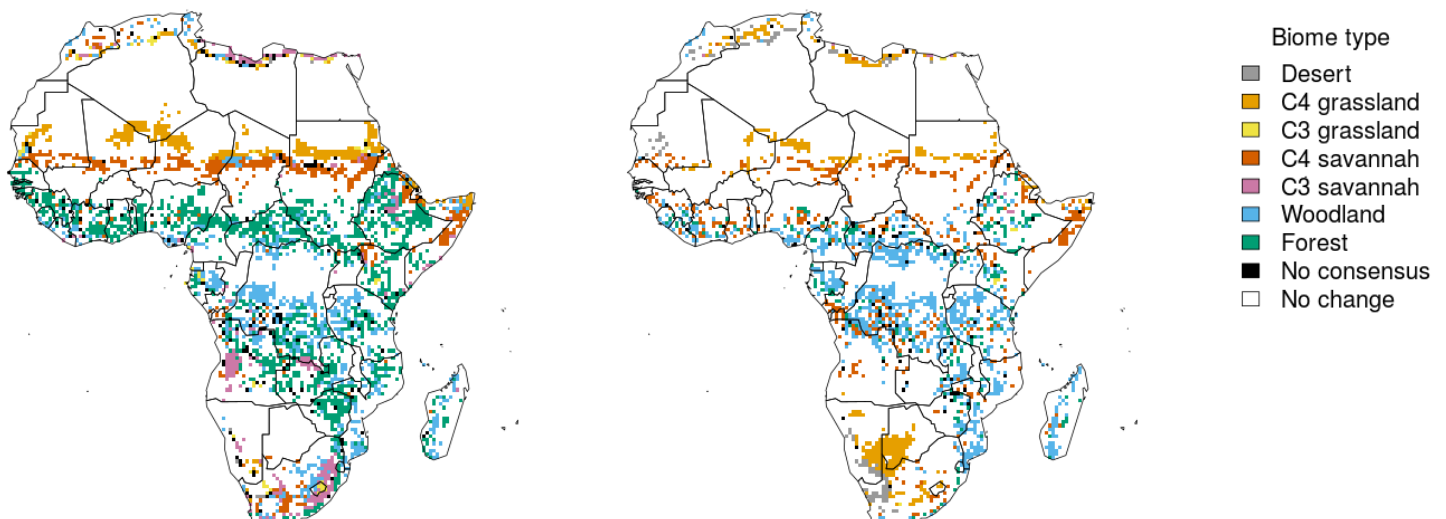 Biome type
Desert
C4 grassland
C3 grassland
C4 savannah
C3 savannah
Woodland
Forest
No consensus
No change